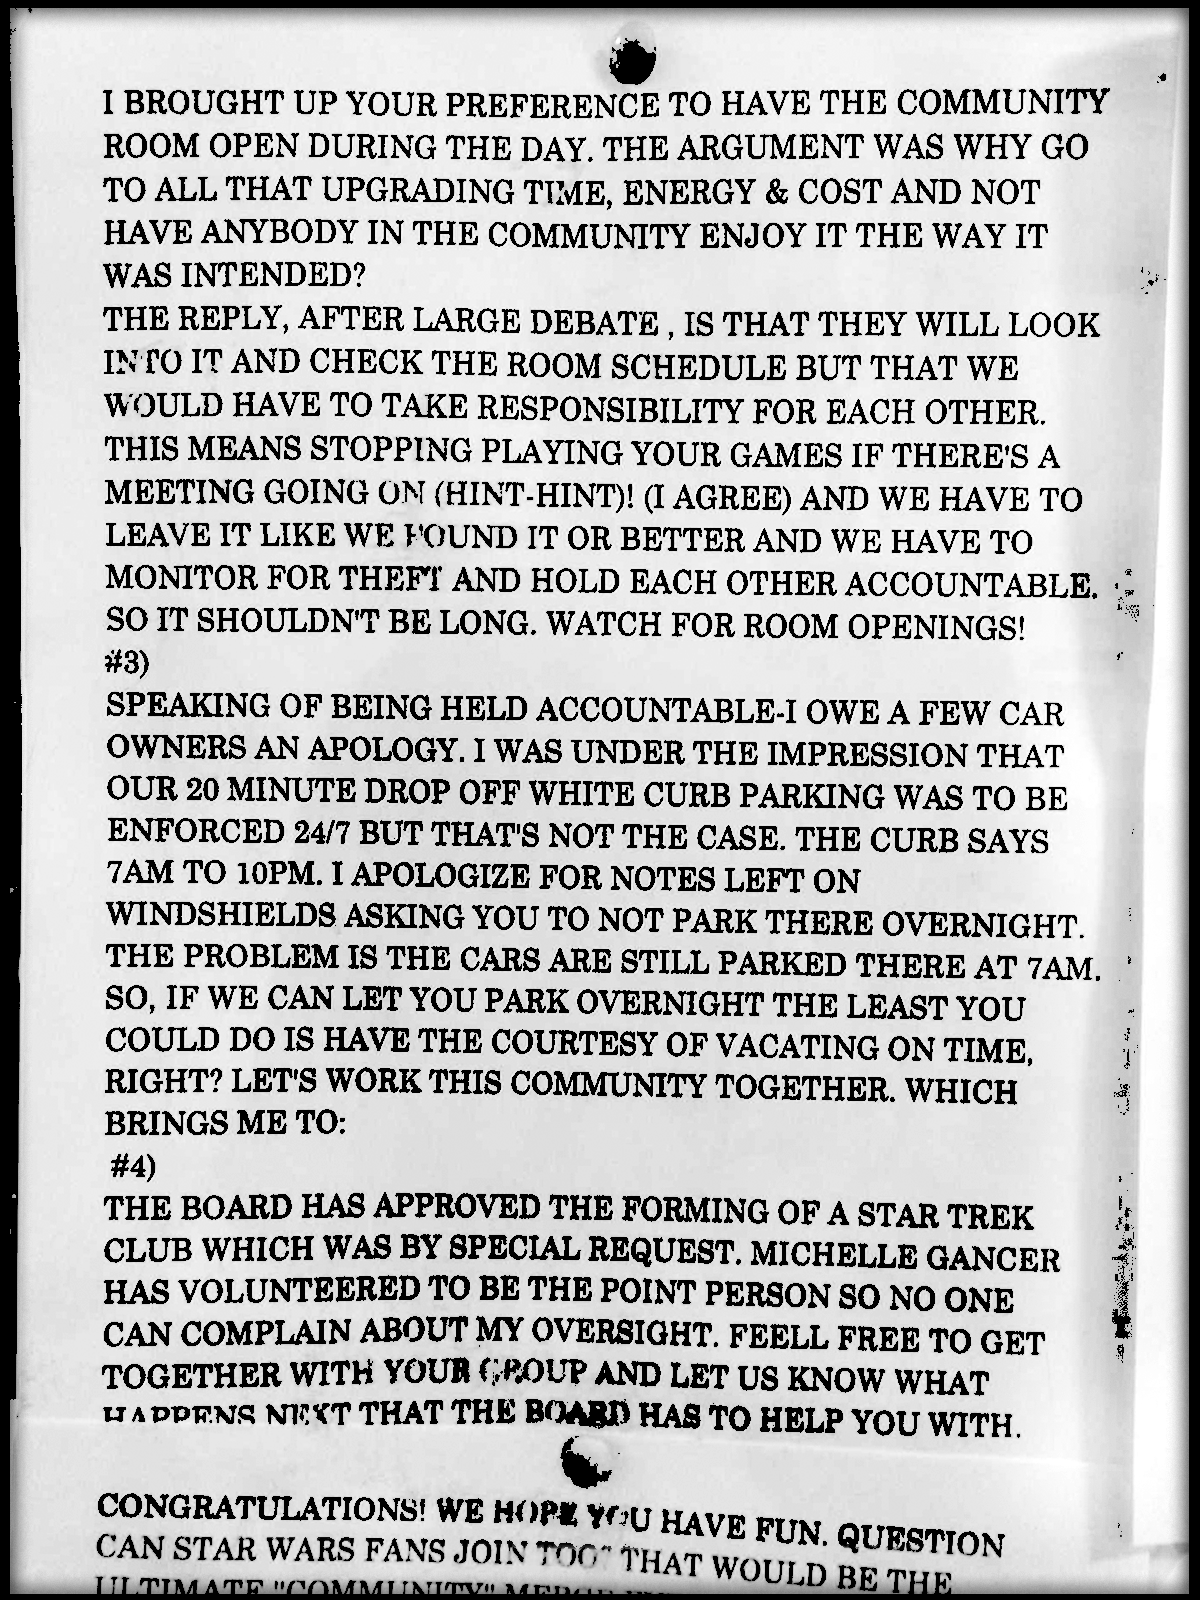 I BROUGHT UP YOUR PREFERENCE TO HAVE THE COMMUNITY
ROOM OPEN DURING THE DAY. THE ARGUMENT WAS WHY GO
TO ALL THAT UPGRADING TIME, ENERGY & COST AND NOT
HAVE ANYBODY IN THE COMMUNITY ENJOY IT THE WAY IT
WAS INTENDED?
THE REPLY, AFTER LARGE DEBATE , IS THAT THEY WILL LOOK
INTO IT AND CHECK THE ROOM SCHEDULE BUT THAT WE
WOULD HAVE TO TAKE RESPONSIBILITY FOR EACH OTHER.
THIS MEANS STOPPING PLAYING YOUR GAMES IF THERE'S A
MEETING GOING ON (HINT-HINT)! (I AGREE) AND WE HAVE TO
LEAVE IT LIKE WE FOUND IT OR BETTER AND WE HAVE TO
MONITOR FOR THEFT AND HOLD EACH OTHER ACCOUNTABLE.
SO IT SHOULDN'T BE LONG. WATCH FOR ROOM OPENINGS!
#3)
SPEAKING OF BEING HELD ACCOUNTABLE-I OWE A FEW CAR
OWNERS AN APOLOGY. I WAS UNDER THE IMPRESSION THAT
OUR 20 MINUTE DROP OFF WHITE CURB PARKING WAS TO BE
ENFORCED 24/7 BUT THAT'S NOT THE CASE. THE CURB SAYS
7AM TO 10PM. I APOLOGIZE FOR NOTES LEFT ON
WINDSHIELDS ASKING YOU TO NOT PARK THERE OVERNIGHT.
THE PROBLEM IS THE CARS ARE STILL PARKED THERE AT 7AM.
SO, IF WE CAN LET YOU PARK OVERNIGHT THE LEAST YOU
COULD DO IS HAVE THE COURTESY OF VACATING ON TIME,
RIGHT? LET'S WORK THIS COMMUNITY TOGETHER. WHICH
BRINGS ME TO:
#4)
THE BOARD HAS APPROVED THE FORMING OF A STAR TREK
CLUB WHICH WAS BY SPECIAL REQUEST. MICHELLE GANCER
HAS VOLUNTEERED TO BE THE POINT PERSON SO NO ONE
CAN COMPLAIN ABOUT MY OVERSIGHT. FEELL FREE TO GET
TOGETHER WITH YOUR GROUP AND LET US KNOW WHAT
HAPPENS NEXT THAT THE BOARD HAS TO HELP YOU WITH.
CONGRATULATIONS! WE HOPE YOU HAVE FUN. QUESTION
CAN STAR WARS FANS JOIN TOO THAT WOULD BE THE
ULTIMATE "COMMUNITY"